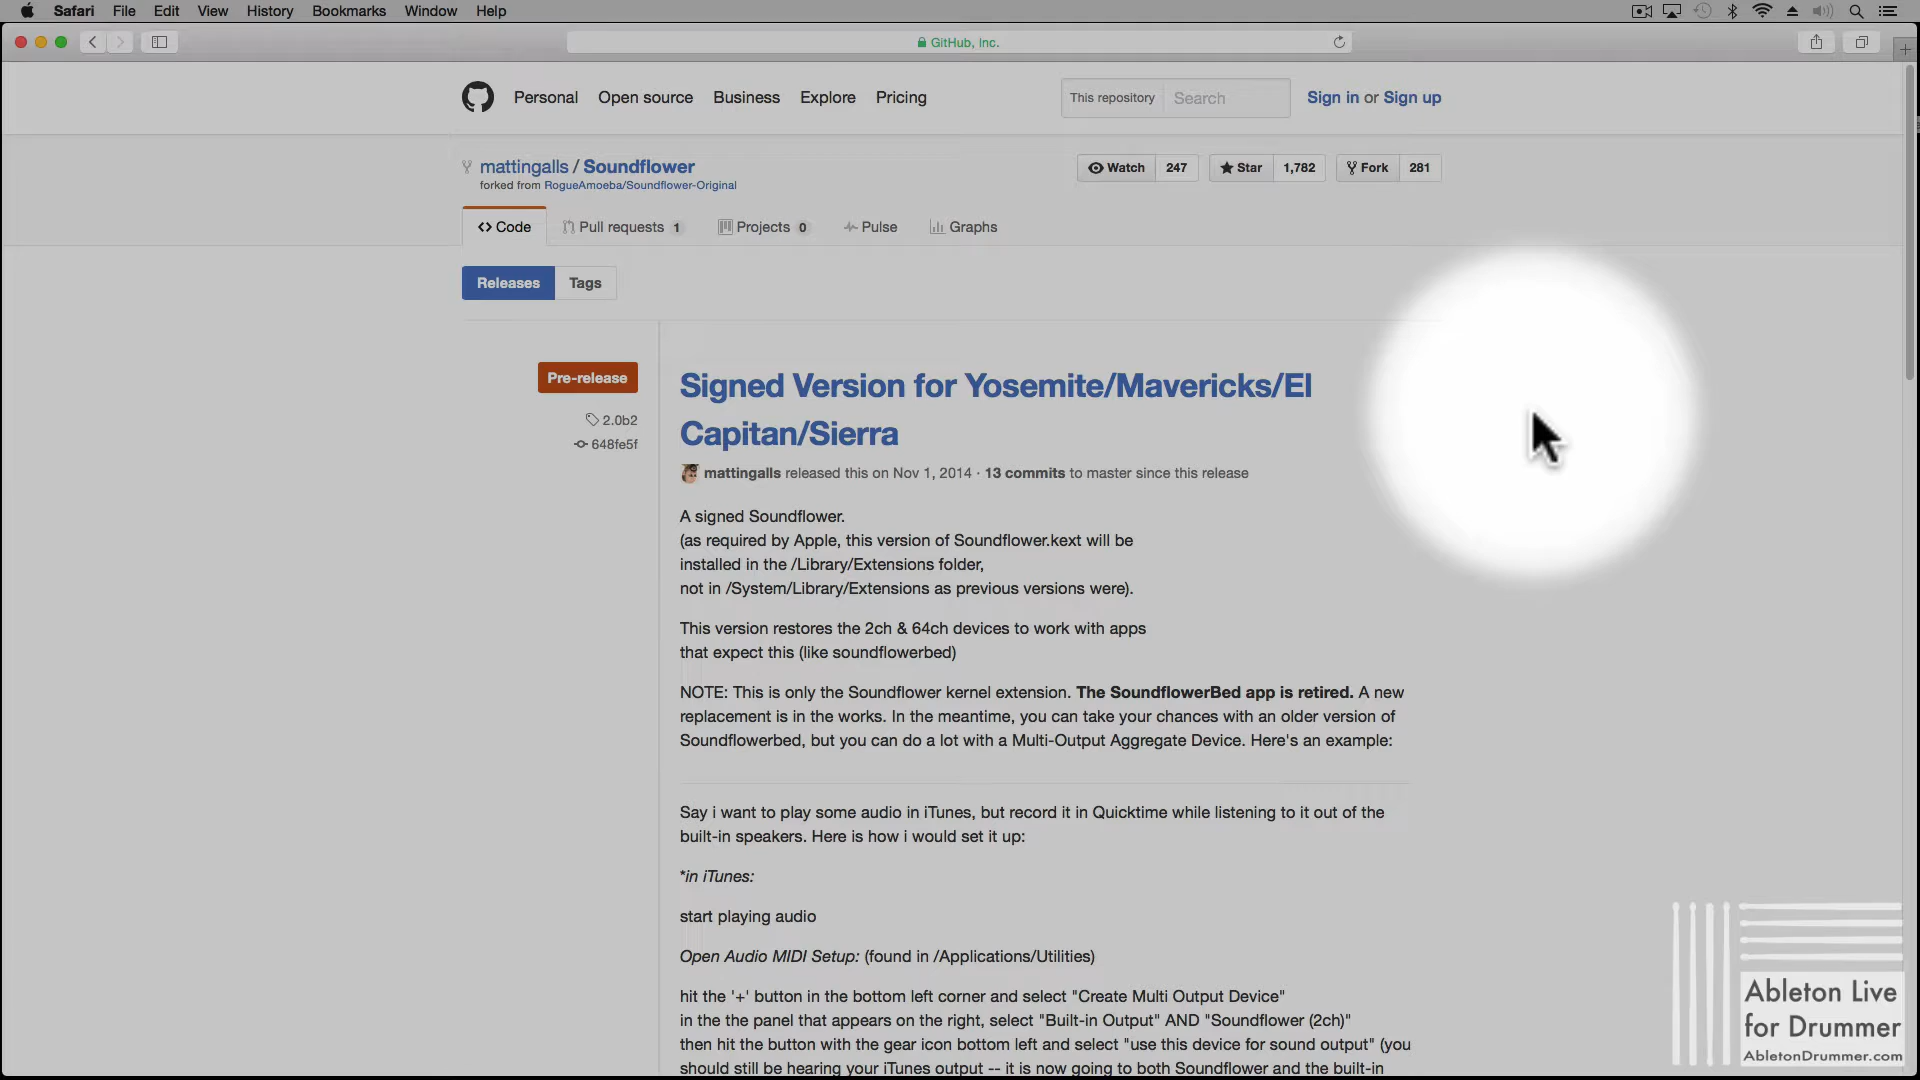 Safari File Edit View History Bookmarks Window Help
GitHub, Inc.
Personal Open source Business Explore Pricing This repository Search Sign in or Sign up
mattingalls / Soundflower Watch 247 Star 1,782 Fork 281
forked from RogueAmoeba/Soundflower-Original
Code Pull requests 1 Projects 0 Pulse Graphs
Releases Tags
Pre-release
2.0b2
648fe5f
Signed Version for Yosemite/Mavericks/El
Capitan/Sierra
mattingalls released this on Nov 1, 2014 · 13 commits to master since this release
A signed Soundflower.
(as required by Apple, this version of Soundflower.kext will be
installed in the /Library/Extensions folder,
not in /System/Library/Extensions as previous versions were).
This version restores the 2ch & 64ch devices to work with apps
that expect this (like soundflowerbed)
NOTE: This is only the Soundflower kernel extension. The SoundflowerBed app is retired. A new
replacement is in the works. In the meantime, you can take your chances with an older version of
Soundflowerbed, but you can do a lot with a Multi-Output Aggregate Device. Here's an example:
Say i want to play some audio in iTunes, but record it in Quicktime while listening to it out of the
built-in speakers. Here is how i would set it up:
*in iTunes:
start playing audio
Open Audio MIDI Setup: (found in /Applications/Utilities)
hit the '+' button in the bottom left corner and select "Create Multi Output Device"
in the the panel that appears on the right, select "Built-in Output" AND "Soundflower (2ch)"
then hit the button with the gear icon bottom left and select "use this device for sound output" (you
should still be hearing your iTunes output -- it is now going to both Soundflower and the built-in
Ableton Live
for Drummer
AbletonDrummer.com